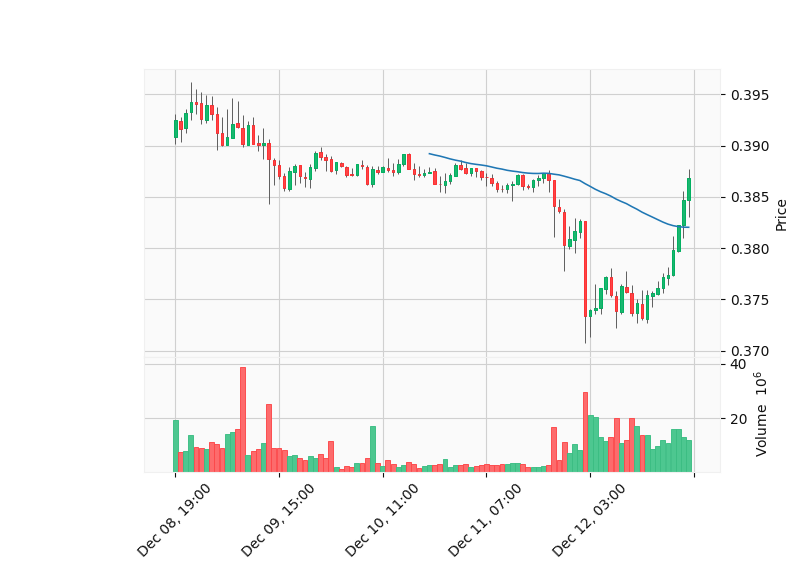 0.395
0.390
0.385
0.380
0.375
0.370
Price
40
20
Volume 10^6
Dec 08, 19:00
Dec 09, 15:00
Dec 10, 11:00
Dec 11, 07:00
Dec 12, 03:00